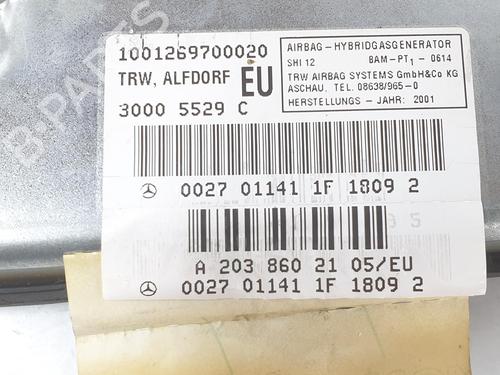 1001269700020
TRW, ALFDORF EU
30005 5529 C
AIRBAG - HYBRIDGASGENERATOR
SHI 12 BAM-PT1 - 0614
TRW AIRBAG SYSTEMS GmbH&Co KG
ASCHAU. TEL. 08638/965-0
HERSTELLUNGS - JAHR: 2001
0027 01141 1F 1809 2
A 203 860 21 05/EU
0027 01141 1F 1809 2
B-PARTS